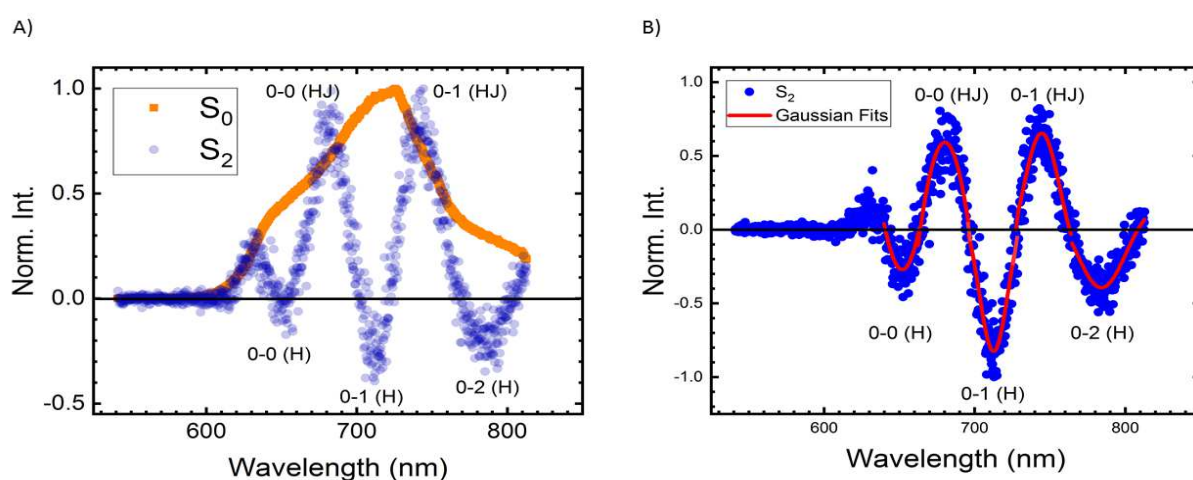 A)
1.0
0.5
0.0
-0.5
Norm. Int.
S₀
S₂
0-0 (HJ)
0-1 (HJ)
0-0 (H)
0-1 (H)
0-2 (H)
600
700
800
Wavelength (nm)
B)
1.0
0.5
0.0
-0.5
-1.0
Norm. Int.
S₂
Gaussian Fits
0-0 (HJ)
0-1 (HJ)
0-0 (H)
0-1 (H)
0-2 (H)
600
700
800
Wavelength (nm)